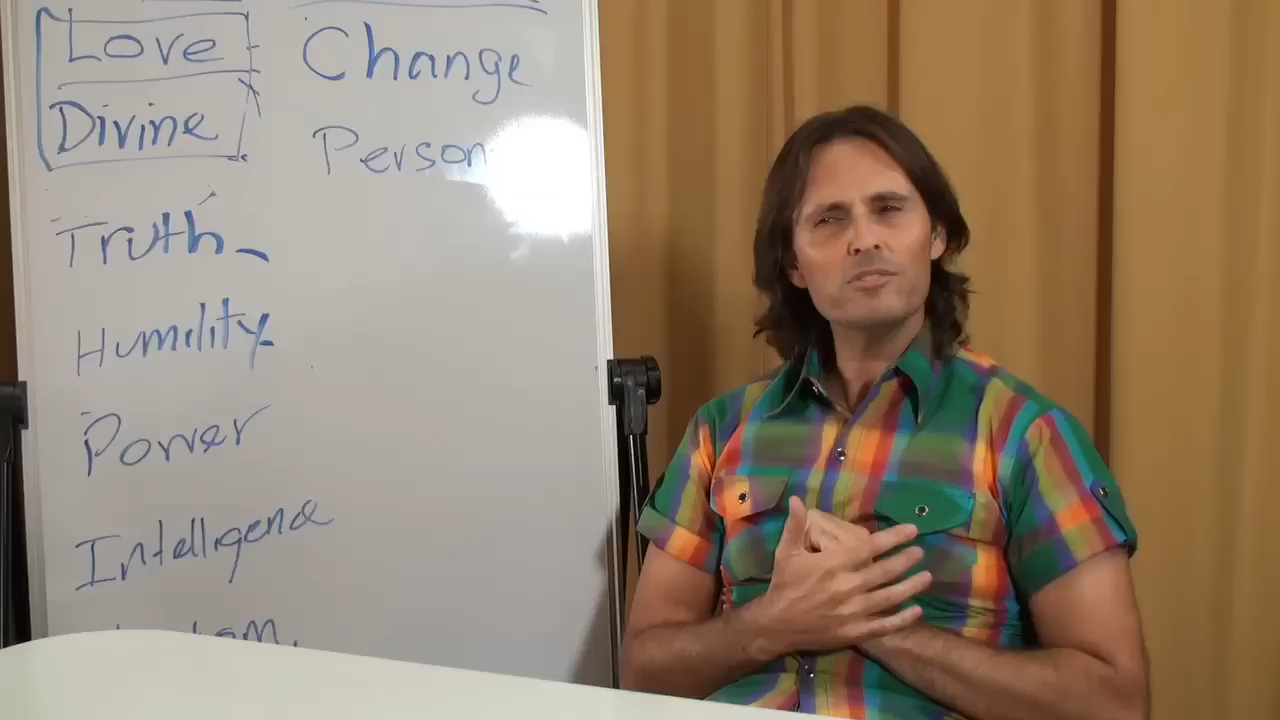 Love
Divine
Truth
Humility
Power
Intelligence
Change
Person